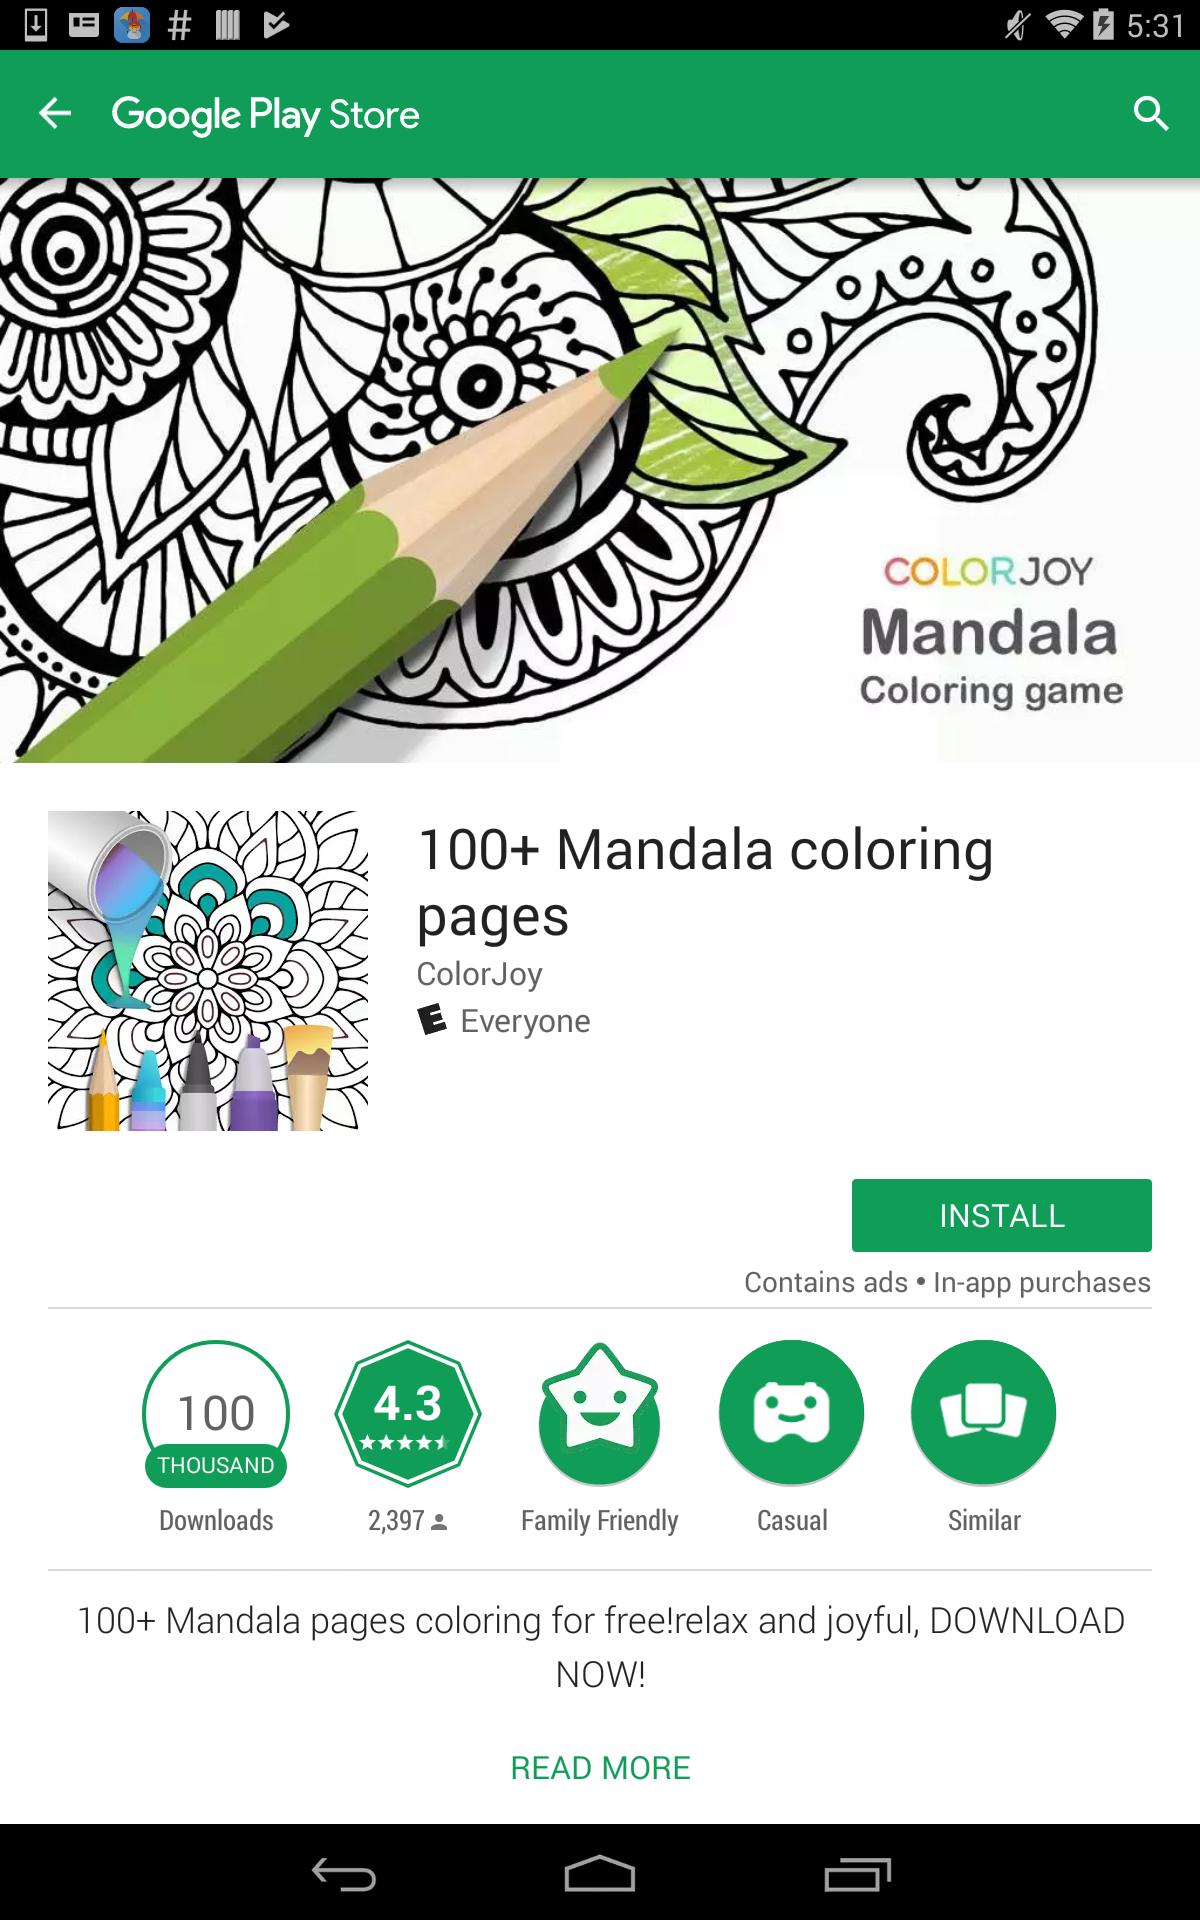 5:31
Google Play Store
COLORJOY
Mandala
Coloring game
100+ Mandala coloring
pages
ColorJoy
E Everyone
INSTALL
Contains ads • In-app purchases
100
THOUSAND
Downloads
4.3
2,397
Family Friendly
Casual
Similar
100+ Mandala pages coloring for free!relax and joyful, DOWNLOAD
NOW!
READ MORE